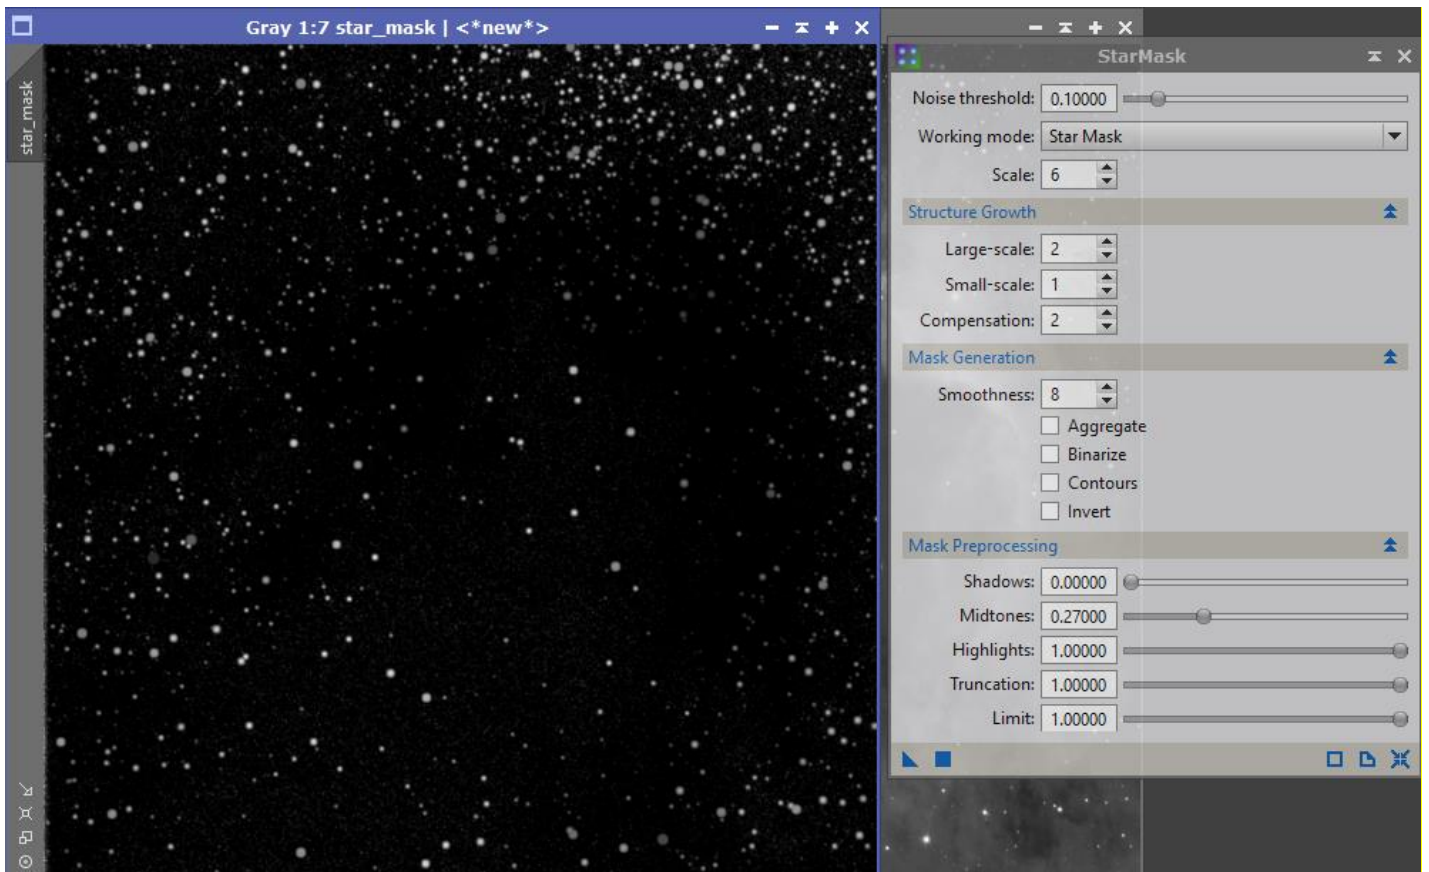 Gray 1:7 star_mask | <*new*>
star_mask
StarMask
Noise threshold: 0.10000
Working mode: Star Mask
Scale: 6
Structure Growth
Large-scale: 2
Small-scale: 1
Compensation: 2
Mask Generation
Smoothness: 8
Aggregate
Binarize
Contours
Invert
Mask Preprocessing
Shadows: 0.00000
Midtones: 0.27000
Highlights: 1.00000
Truncation: 1.00000
Limit: 1.00000